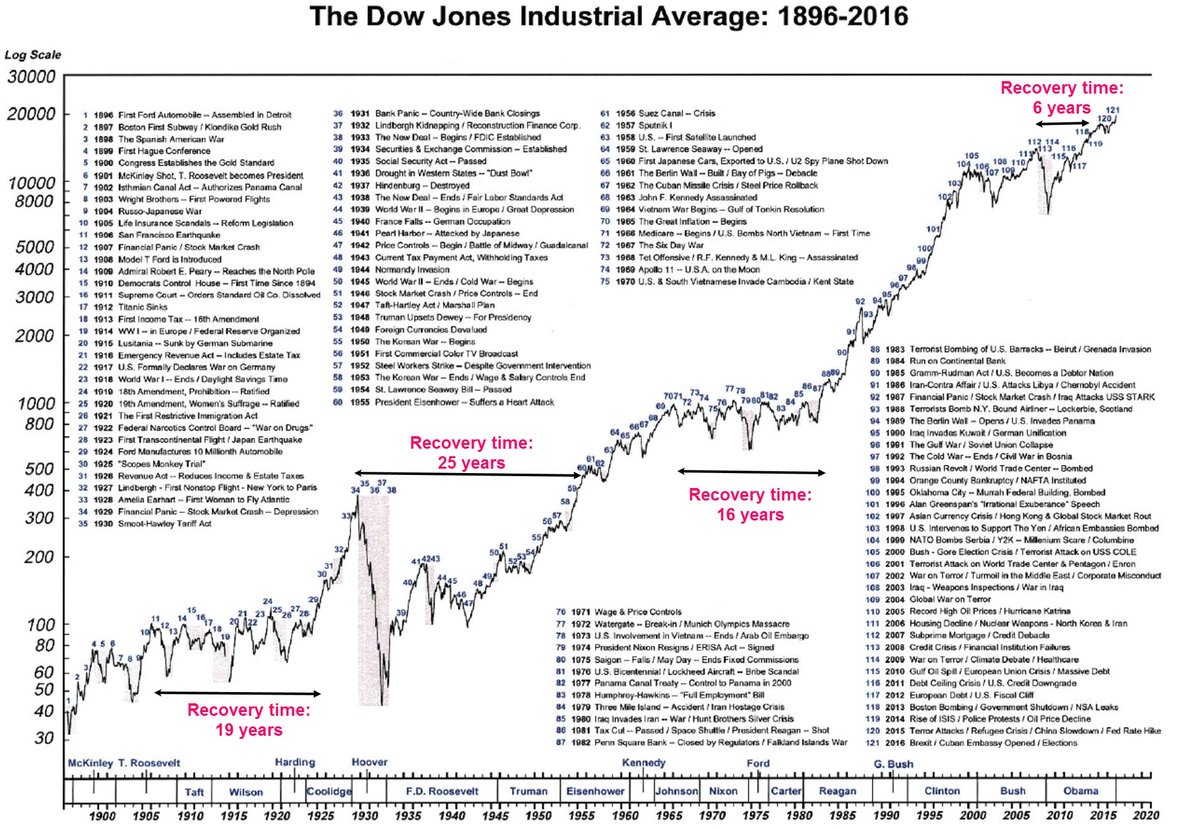 The Dow Jones Industrial Average: 1896-2016
Log Scale
30000
20000
10000
8000
5000
4000
3000
2000
1000
800
500
400
300
200
100
80
60
50
40
30
1 1896 First Ford Automobile -- Assembled in Detroit
2 1897 Boston First Subway / Klondike Gold Rush
3 1898 The Spanish American War
4 1899 First Hague Conference
5 1900 Congress Establishes the Gold Standard
6 1901 McKinley Shot, T. Roosevelt becomes President
7 1902 Isthmian Canal Act -- Authorizes Panama Canal
8 1903 Wright Brothers -- First Powered Flights
9 1904 Russo-Japanese War
10 1905 Life Insurance Scandals -- Reform Legislation
11 1906 San Francisco Earthquake
12 1907 Financial Panic / Stock Market Crash
13 1908 Model T Ford is Introduced
14 1909 Admiral Robert E. Peary -- Reaches the North Pole
15 1910 Democrats Control House -- First Time Since 1894
16 1911 Supreme Court -- Orders Standard Oil Co. Dissolved
17 1912 Titanic Sinks
18 1913 First Income Tax -- 16th Amendment
19 1914 WW I -- in Europe / Federal Reserve Organized
20 1915 Lusitania -- Sunk by German Submarine
21 1916 Emergency Revenue Act -- Includes Estate Tax
22 1917 U.S. Formally Declares War on Germany
23 1918 World War I -- Ends / Daylight Savings Time
24 1919 18th Amendment, Prohibition -- Ratified
25 1920 19th Amendment, Women's Suffrage -- Ratified
26 1921 The First Restrictive Immigration Act
27 1922 Federal Narcotics Control Board -- "War on Drugs"
28 1923 First Transcontinental Flight / Japan Earthquake
29 1924 Ford Manufactures 10 Millionth Automobile
30 1925 "Scopes Monkey Trial"
31 1926 Revenue Act -- Reduces Income & Estate Taxes
32 1927 Lindbergh - First Nonstop Flight - New York to Paris
33 1928 Amelia Earhart -- First Woman to Fly Atlantic
34 1929 Financial Panic -- Stock Market Crash -- Depression
35 1930 Smoot-Hawley Tariff Act
36 1931 Bank Panic -- Country-Wide Bank Closings
37 1932 Lindbergh Kidnapping / Reconstruction Finance Corp.
38 1933 The New Deal -- Begins / FDIC Established
39 1934 Securities & Exchange Commission -- Established
40 1935 Social Security Act -- Passed
41 1936 Drought in Western States -- "Dust Bowl"
42 1937 Hindenburg -- Destroyed
43 1938 The New Deal -- Ends / Fair Labor Standards Act
44 1939 World War II -- Begins in Europe / Great Depression
45 1940 France Falls -- German Occupation
46 1941 Pearl Harbor -- Attacked by Japanese
47 1942 Price Controls -- Begin / Battle of Midway / Guadalcanal
48 1943 Current Tax Payment Act, Withholding Taxes
49 1944 Normandy Invasion
50 1945 World War II -- Ends / Cold War -- Begins
51 1946 Stock Market Crash / Price Controls -- End
52 1947 Taft-Hartley Act / Marshall Plan
53 1948 Truman Upsets Dewey -- For Presidency
54 1949 Foreign Currencies Devalued
55 1950 The Korean War -- Begins
56 1951 First Commercial Color TV Broadcast
57 1952 Steel Workers Strike -- Despite Government Intervention
58 1953 The Korean War -- Ends / Wage & Salary Controls End
59 1954 St. Lawrence Seaway Bill -- Passed
60 1955 President Eisenhower -- Suffers a Heart Attack
61 1956 Suez Canal -- Crisis
62 1957 Sputnik I
63 1958 U.S. -- First Satellite Launched
64 1959 St. Lawrence Seaway -- Opened
65 1960 First Japanese Cars, Exported to U.S. / U2 Spy Plane Shot Down
66 1961 The Berlin Wall -- Built / Bay of Pigs -- Debacle
67 1962 The Cuban Missile Crisis / Steel Price Rollback
68 1963 John F. Kennedy Assassinated
69 1964 Vietnam War Begins -- Gulf of Tonkin Resolution
70 1965 The Great Inflation -- Begins
71 1966 Medicare -- Begins / U.S. Bombs North Vietnam -- First Time
72 1967 The Six Day War
73 1968 Tet Offensive / R.F. Kennedy & M.L. King -- Assassinated
74 1969 Apollo 11 -- U.S.A. on the Moon
75 1970 U.S. & South Vietnamese Invade Cambodia / Kent State
76 1971 Wage & Price Controls
77 1972 Watergate -- Break-in / Munich Olympics Massacre
78 1973 U.S. Involvement in Vietnam -- Ends / Arab Oil Embargo
79 1974 President Nixon Resigns / ERISA Act -- Signed
80 1975 Saigon -- Falls / May Day -- Ends Fixed Commissions
81 1976 U.S. Bicentennial / Lockheed Aircraft -- Bribe Scandal
82 1977 Panama Canal Treaty -- Control to Panama in 2000
83 1978 Humphrey-Hawkins -- "Full Employment" Bill
84 1979 Three Mile Island -- Accident / Iran Hostage Crisis
85 1980 Iraq Invades Iran -- War / Hunt Brothers Silver Crisis
86 1981 Tax Cut -- Passed / Space Shuttle / President Reagan -- Shot
87 1982 Penn Square Bank -- Closed by Regulators / Falkland Islands War
88 1983 Terrorist Bombing of U.S. Barracks -- Beirut / Grenada Invasion
89 1984 Run on Continental Bank
90 1985 Gramm-Rudman Act / U.S. Becomes a Debtor Nation
91 1986 Iran-Contra Affair / U.S. Attacks Libya / Chernobyl Accident
92 1987 Financial Panic / Stock Market Crash / Iraq Attacks USS STARK
93 1988 Terrorists Bomb N.Y. Bound Airliner -- Lockerbie, Scotland
94 1989 The Berlin Wall -- Opens / U.S. Invades Panama
95 1990 Iraq Invades Kuwait / German Unification
96 1991 The Gulf War / Soviet Union Collapse
97 1992 The Cold War -- Ends / Civil War in Bosnia
98 1993 Russian Revolt / World Trade Center -- Bombed
99 1994 Orange County Bankruptcy / NAFTA Instituted
100 1995 Oklahoma City -- Murrah Federal Building, Bombed
101 1996 Alan Greenspan's "Irrational Exuberance" Speech
102 1997 Asian Currency Crisis / Hong Kong & Global Stock Market Rout
103 1998 U.S. Intervenes to Support The Yen / African Embassies Bombed
104 1999 NATO Bombs Serbia / Y2K -- Millenium Scare / Columbine
105 2000 Bush - Gore Election Crisis / Terrorist Attack on USS COLE
106 2001 Terrorist Attack on World Trade Center & Pentagon / Enron
107 2002 War on Terror / Turmoil in the Middle East / Corporate Misconduct
108 2003 Iraq - Weapons Inspections / War in Iraq
109 2004 Global War on Terror
110 2005 Record High Oil Prices / Hurricane Katrina
111 2006 Housing Decline / Nuclear Weapons - North Korea & Iran
112 2007 Subprime Mortgage / Credit Debacle
113 2008 Credit Crisis / Financial Institution Failures
114 2009 War on Terror / Climate Debate / Healthcare
115 2010 Gulf Oil Spill / European Union Crisis / Massive Debt
116 2011 Debt Ceiling Crisis / U.S. Credit Downgrade
117 2012 European Debt / U.S. Fiscal Cliff
118 2013 Boston Bombing / Government Shutdown / NSA Leaks
119 2014 Rise of ISIS / Police Protests / Oil Price Decline
120 2015 Terror Attacks / Refugee Crisis / China Slowdown / Fed Rate Hike
121 2016 Brexit / Cuban Embassy Opened / Elections
Recovery time:
19 years
Recovery time:
25 years
Recovery time:
16 years
Recovery time:
6 years
McKinley T. Roosevelt Harding Hoover Kennedy Ford G. Bush
Taft Wilson Coolidge F.D. Roosevelt Truman Eisenhower Johnson Nixon Carter Reagan Clinton Bush Obama
1900 1905 1910 1915 1920 1925 1930 1935 1940 1945 1950 1955 1960 1965 1970 1975 1980 1985 1990 1995 2000 2005 2010 2015 2020